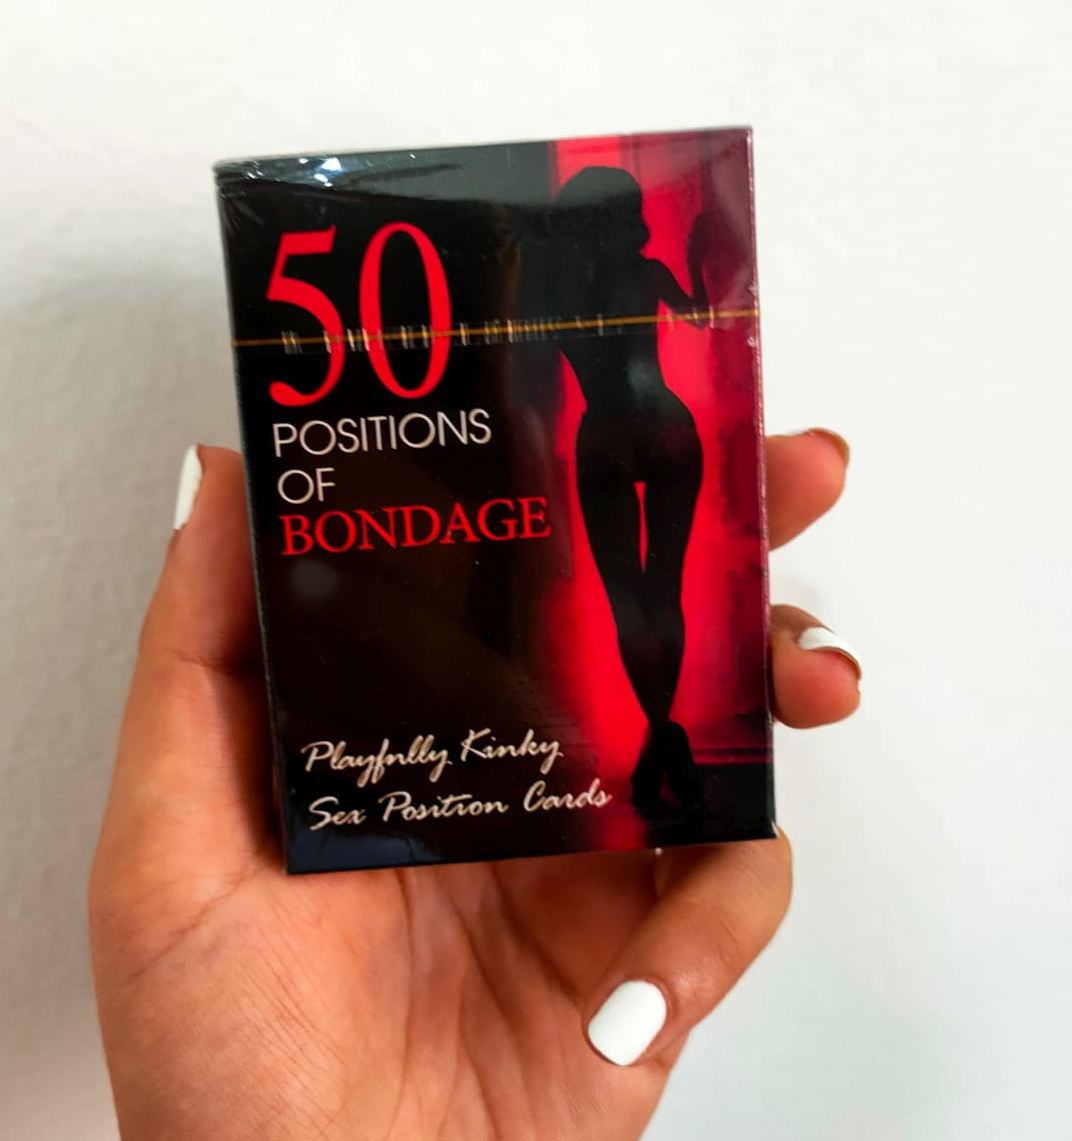 50
POSITIONS
OF
BONDAGE
Playfully Kinky
Sex Position Cards